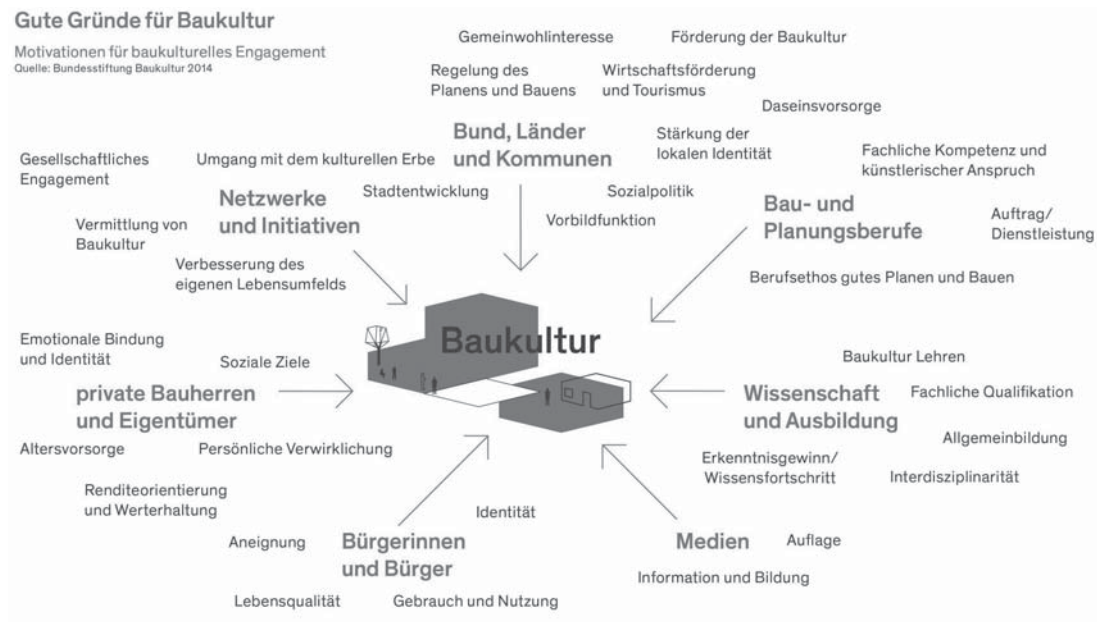 Gute Gründe für Baukultur
Motivationen für baukulturelles Engagement
Quelle: Bundesstiftung Baukultur 2014
Gemeinwohlinteresse
Förderung der Baukultur
Regelung des
Planens und Bauens
Wirtschaftsförderung
und Tourismus
Daseinsvorsorge
Bund, Länder
und Kommunen
Stärkung der
lokalen Identität
Stadtentwicklung
Sozialpolitik
Vorbildfunktion
Gesellschaftliches
Engagement
Umgang mit dem kulturellen Erbe
Netzwerke
und Initiativen
Vermittlung von
Baukultur
Verbesserung des
eigenen Lebensumfelds
Fachliche Kompetenz und
künstlerischer Anspruch
Bau- und
Planungsberufe
Auftrag/
Dienstleistung
Berufsethos gutes Planen und Bauen
Baukultur
Emotionale Bindung
und Identität
Soziale Ziele
private Bauherren
und Eigentümer
Altersvorsorge
Persönliche Verwirklichung
Renditeorientierung
und Werterhaltung
Baukultur Lehren
Wissenschaft
und Ausbildung
Fachliche Qualifikation
Allgemeinbildung
Erkenntnisgewinn/
Wissensfortschritt
Interdisziplinarität
Identität
Aneignung
Bürgerinnen
und Bürger
Lebensqualität
Gebrauch und Nutzung
Medien
Auflage
Information und Bildung